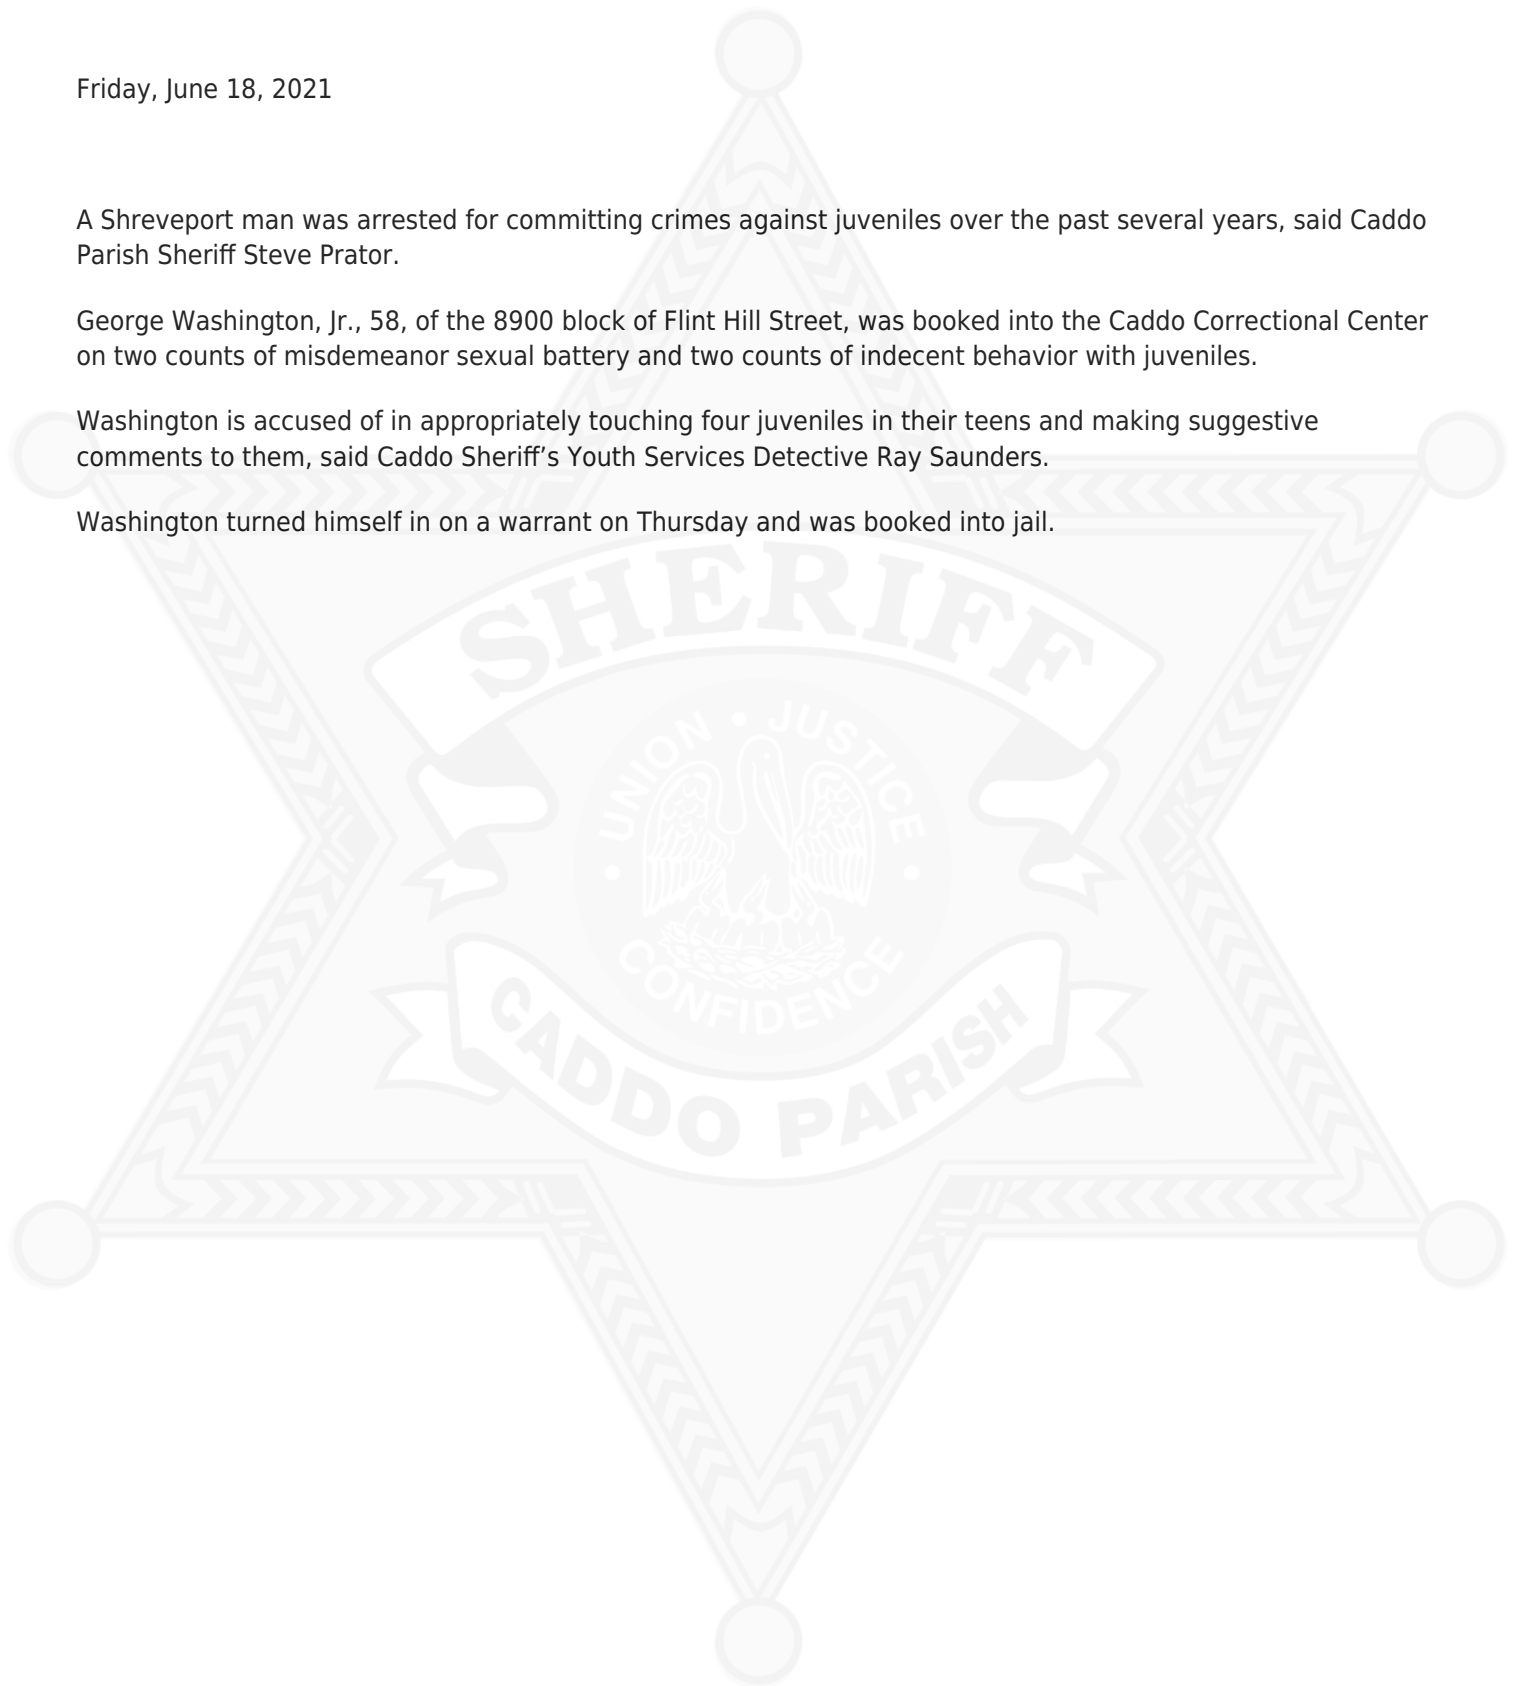 Friday, June 18, 2021
A Shreveport man was arrested for committing crimes against juveniles over the past several years, said Caddo
Parish Sheriff Steve Prator.
George Washington, Jr., 58, of the 8900 block of Flint Hill Street, was booked into the Caddo Correctional Center
on two counts of misdemeanor sexual battery and two counts of indecent behavior with juveniles.
Washington is accused of in appropriately touching four juveniles in their teens and making suggestive
comments to them, said Caddo Sheriff’s Youth Services Detective Ray Saunders.
Washington turned himself in on a warrant on Thursday and was booked into jail.
SHERIFF
UNION • JUSTICE
• CONFIDENCE •
CADDO PARISH